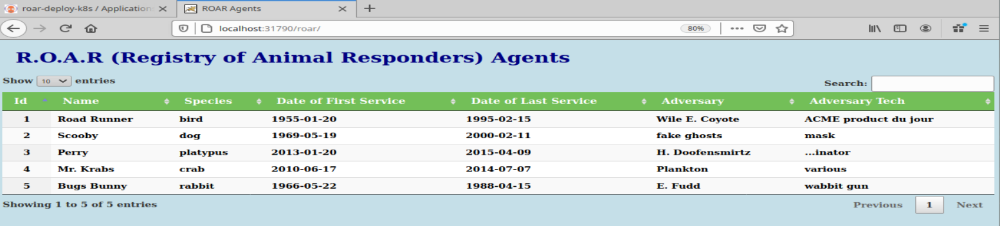 roar-deploy-k8s / Application
ROAR Agents
localhost:31790/roar/ 80%
R.O.A.R (Registry of Animal Responders) Agents
Show 10 entries
Search:
Id Name Species Date of First Service Date of Last Service Adversary Adversary Tech
1 Road Runner bird 1955-01-20 1995-02-15 Wile E. Coyote ACME product du jour
2 Scooby dog 1969-05-19 2000-02-11 fake ghosts mask
3 Perry platypus 2013-01-20 2015-04-09 H. Doofensmirtz ...inator
4 Mr. Krabs crab 2010-06-17 2014-07-07 Plankton various
5 Bugs Bunny rabbit 1966-05-22 1988-04-15 E. Fudd wabbit gun
Showing 1 to 5 of 5 entries
Previous 1 Next